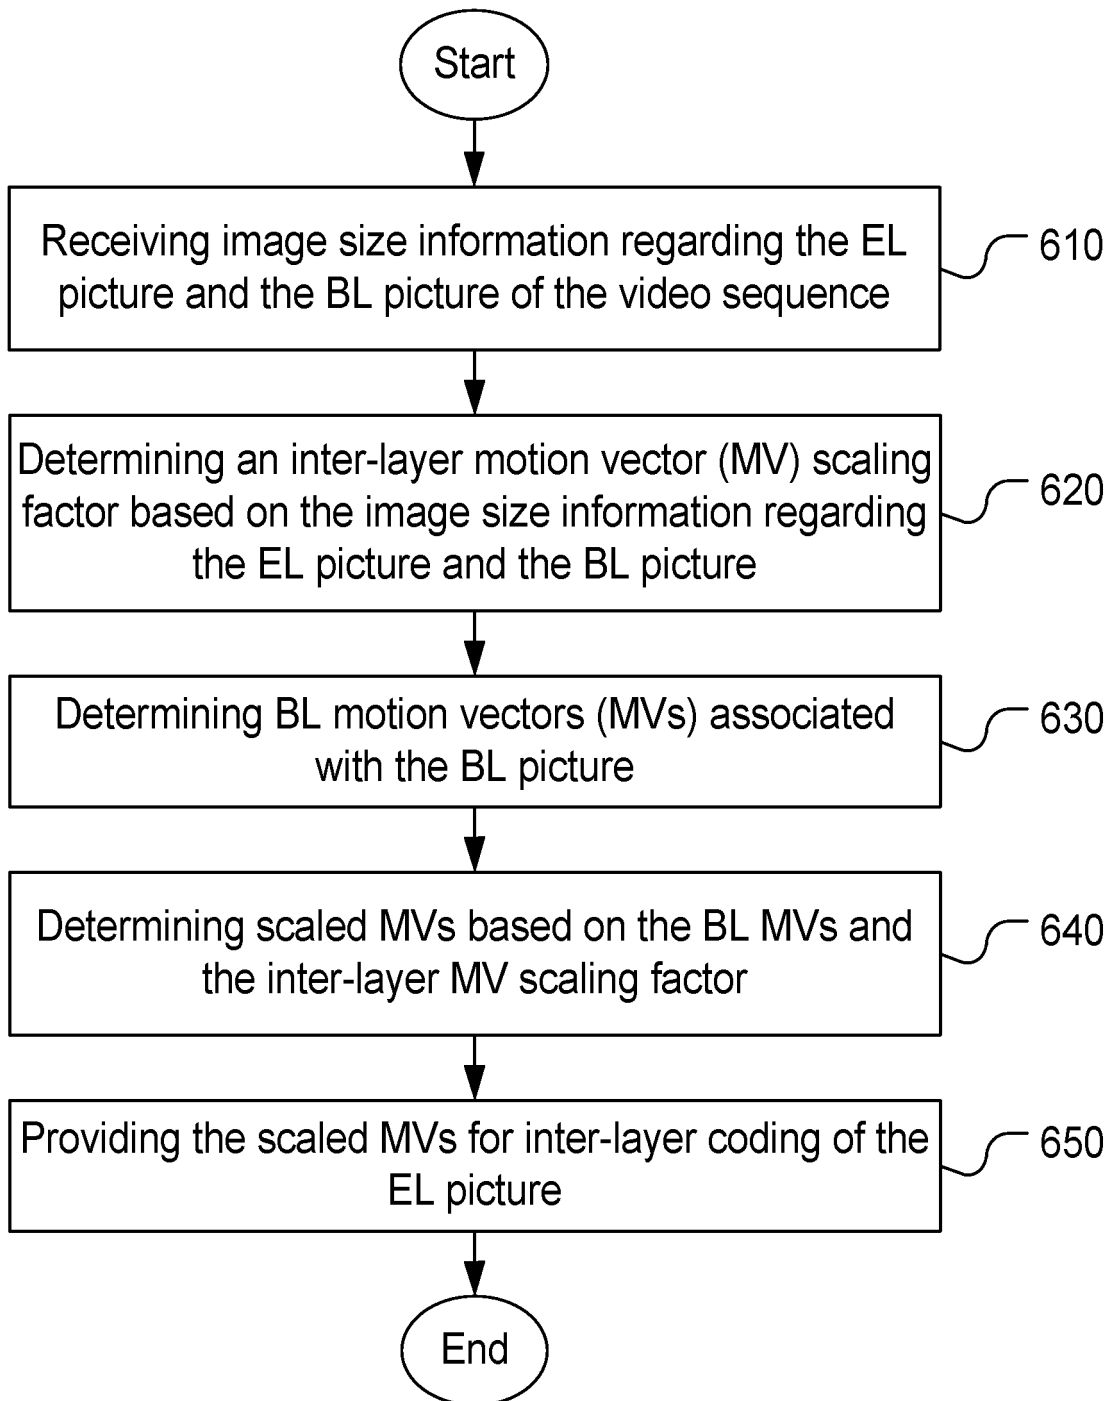 Start
Receiving image size information regarding the EL
picture and the BL picture of the video sequence
610
Determining an inter-layer motion vector (MV) scaling
factor based on the image size information regarding
the EL picture and the BL picture
620
Determining BL motion vectors (MVs) associated
with the BL picture
630
Determining scaled MVs based on the BL MVs and
the inter-layer MV scaling factor
640
Providing the scaled MVs for inter-layer coding of the
EL picture
650
End